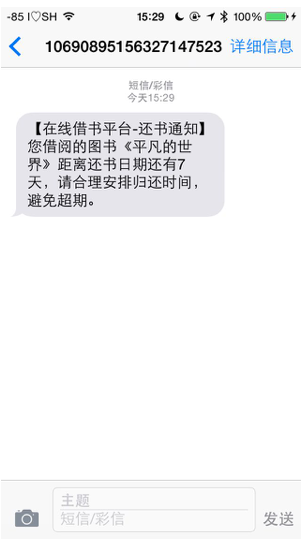 -85 I♡SH 15:29 100%
10690895156327147523 详细信息
短信/彩信
今天15:29
【在线借书平台-还书通知】
您借阅的图书《平凡的世
界》距离还书日期还有7
天，请合理安排归还时间，
避免超期。
主题
短信/彩信
发送